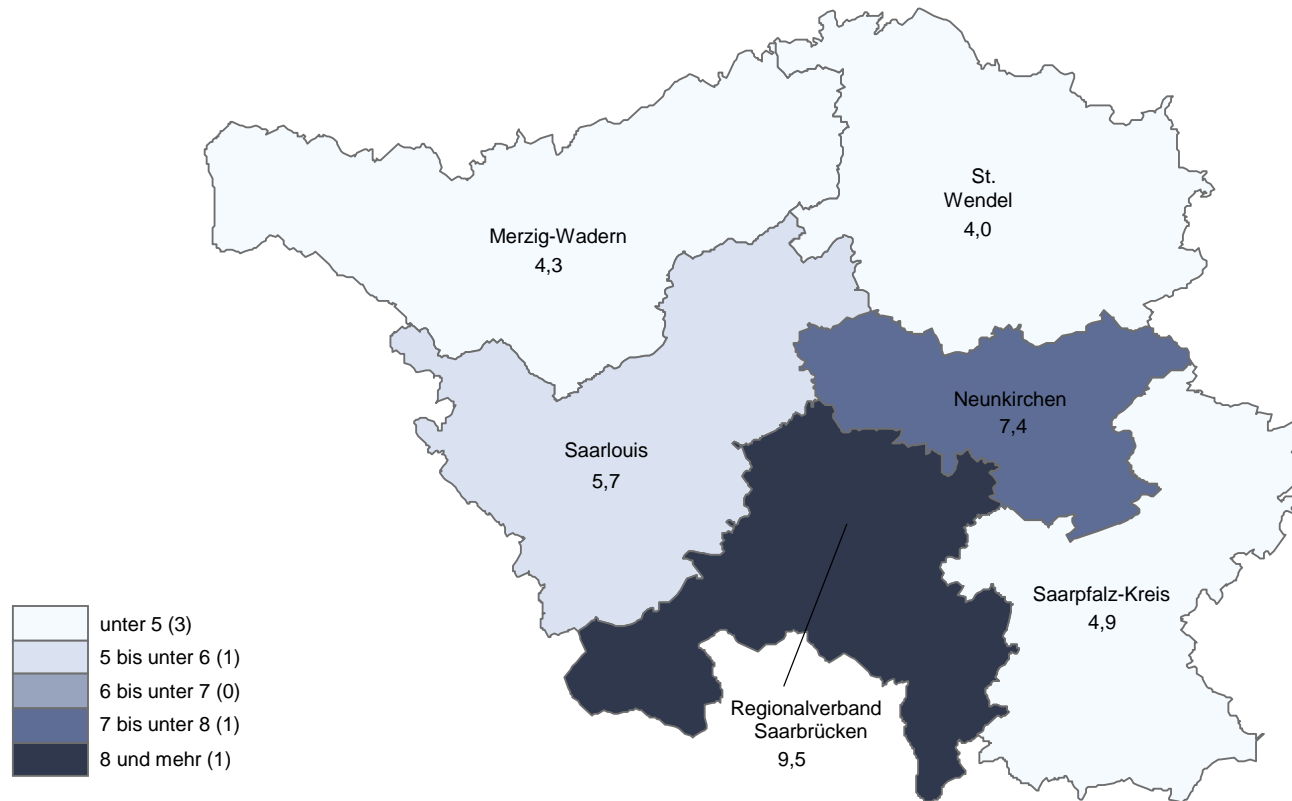 St.
Wendel
4,0
Merzig-Wadern
4,3
Neunkirchen
7,4
Saarlouis
5,7
Saarpfalz-Kreis
4,9
Regionalverband
Saarbrücken
9,5
unter 5 (3)
5 bis unter 6 (1)
6 bis unter 7 (0)
7 bis unter 8 (1)
8 und mehr (1)